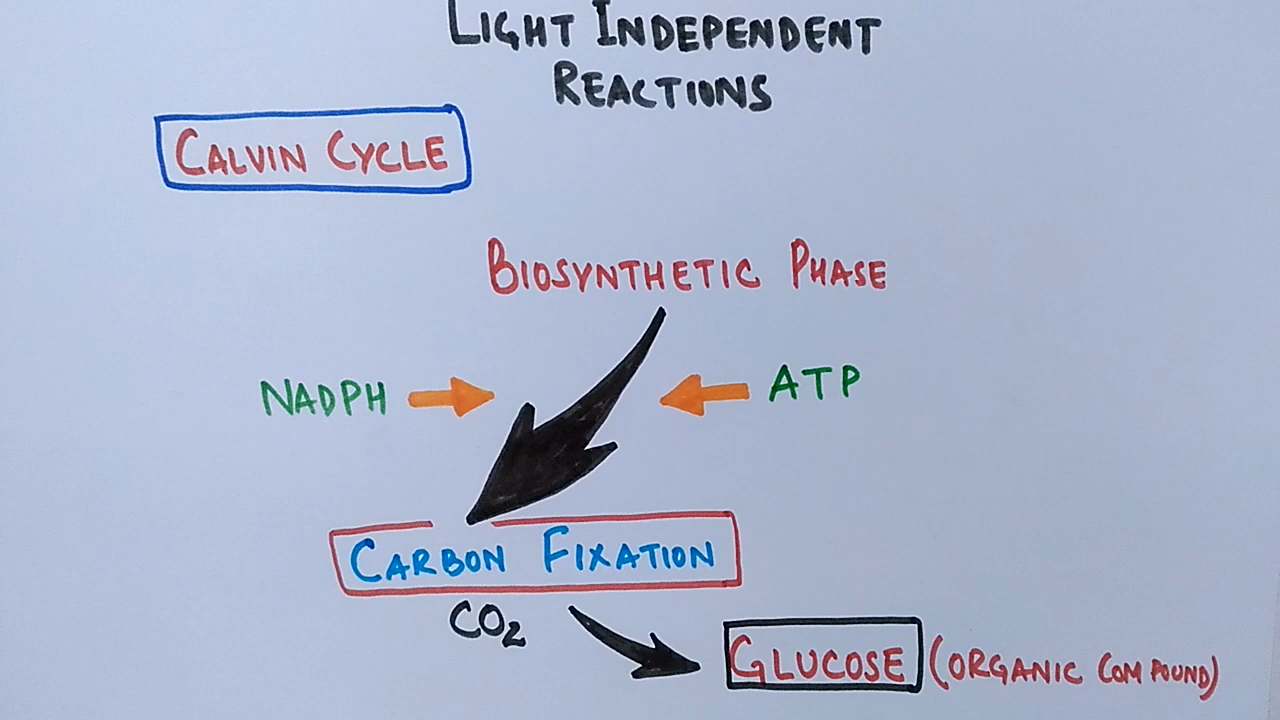 LIGHT INDEPENDENT
REACTIONS
CALVIN CYCLE
BIOSYNTHETIC PHASE
NADPH
ATP
CARBON FIXATION
CO₂
GLUCOSE (ORGANIC COMPOUND)